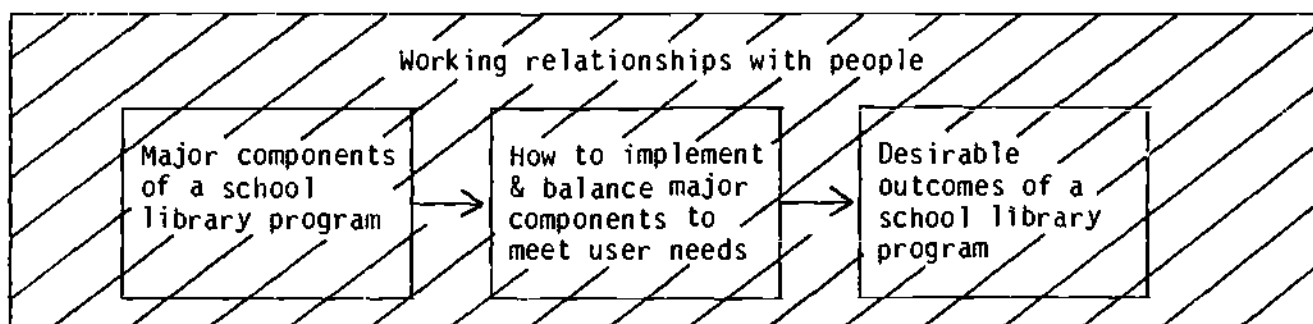 Working relationships with people
Major components
of a school
library program
How to implement
& balance major
components to
meet user needs
Desirable
outcomes of a
school library
program